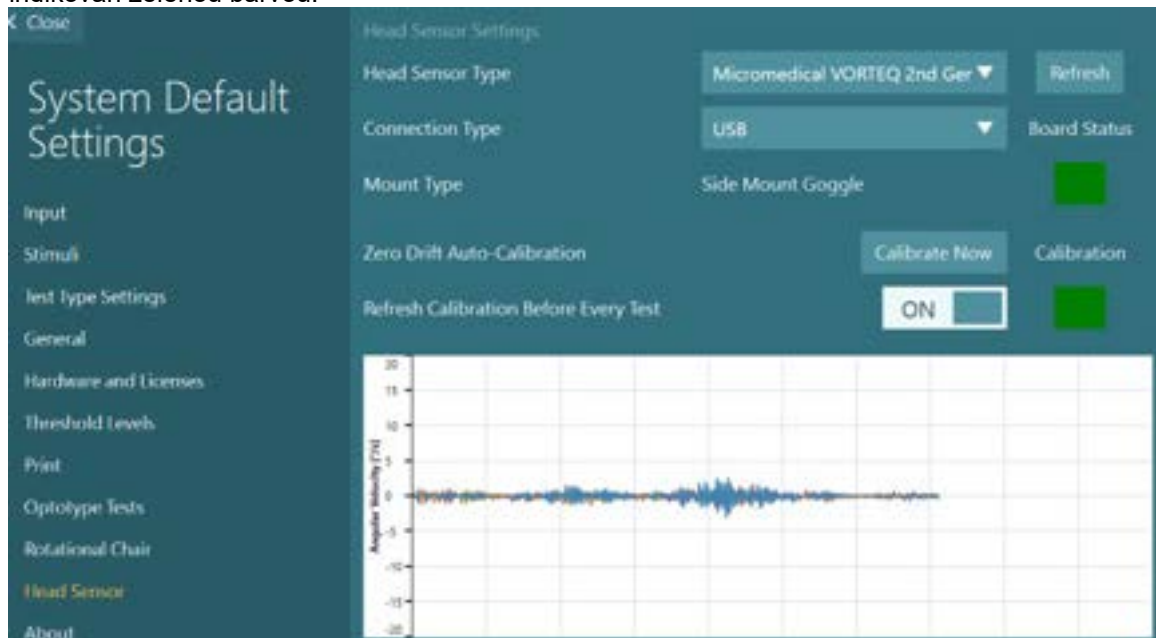 indikován zelenou barvou.
Close
System Default
Settings
Input
Stimuli
Test Type Settings
General
Hardware and Licenses
Threshold Levels
Print
Optotype Tests
Rotational Chair
Head Sensor
About
Head Sensor Settings
Head Sensor Type
Micromedical VORTEQ 2nd Ger
Refresh
Connection Type
USB
Board Status
Mount Type
Side Mount Goggle
Zero Drift Auto-Calibration
Calibrate Now
Calibration
Refresh Calibration Before Every Test
ON
Angular Velocity [°/s]
20
15
10
5
0
-5
-10
-15
-20